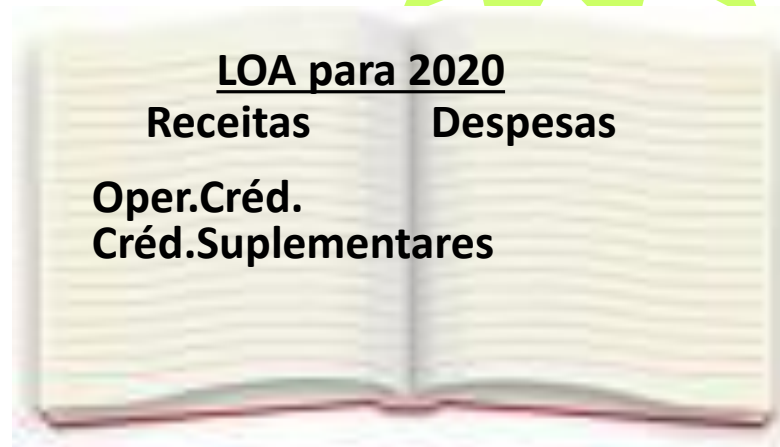 LOA para 2020
Receitas Despesas
Oper.Créd.
Créd.Suplementares